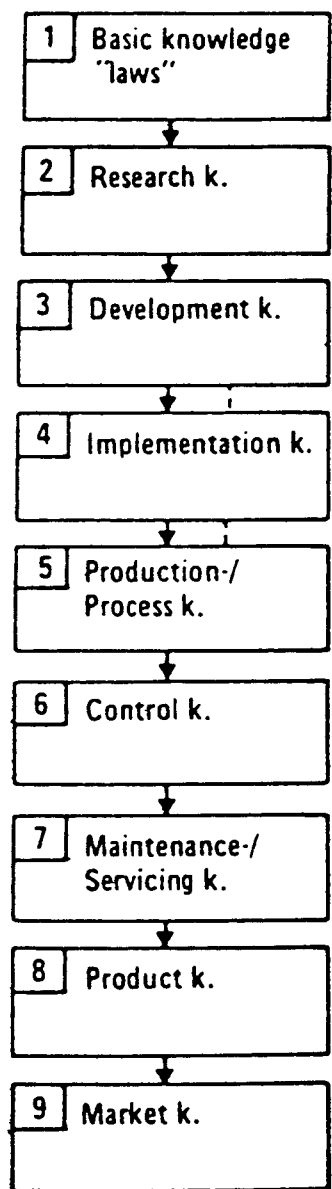 1 Basic knowledge
"laws"
2 Research k.
3 Development k.
4 Implementation k.
5 Production-/
Process k.
6 Control k.
7 Maintenance-/
Servicing k.
8 Product k.
9 Market k.